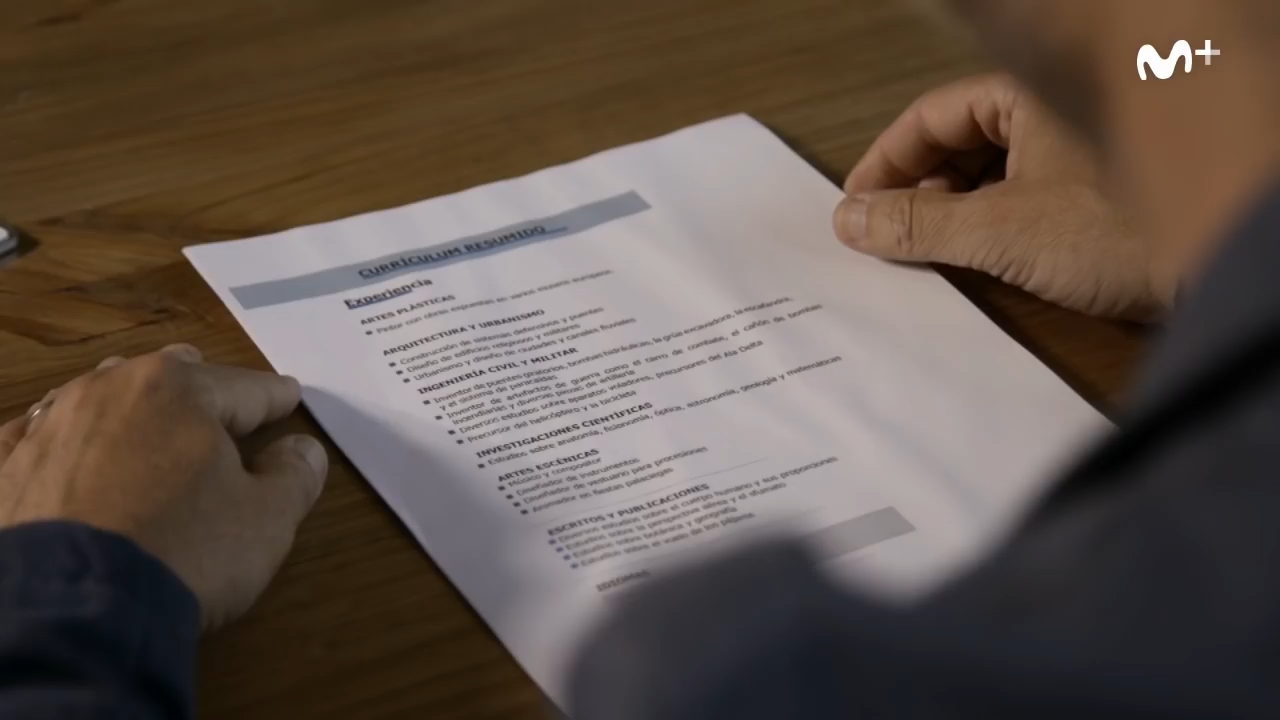 M+
CURRÍCULUM RESUMIDO
Experiencia
ARTES PLÁSTICAS
Pintor con obras expuestas en varios museos europeos
ARQUITECTURA Y URBANISMO
Construcción de sistemas defensivos y puentes
Diseño de edificios religiosos y militares
Urbanismo y diseño de ciudades y canales fluviales
INGENIERÍA CIVIL Y MILITAR
Inventor de puentes giratorios, bombas hidráulicas, la grúa excavadora, la escafandra,
y el sistema de paracaídas
Inventor de artefactos de guerra como el carro de combate, el cañón de bombas
incendiarias y diversas piezas de artillería
Diversos estudios sobre aparatos voladores, precursores del Ala Delta
Precursor del helicóptero y la bicicleta
INVESTIGACIONES CIENTÍFICAS
Estudios sobre anatomía, fisionomía, óptica, astronomía, geología y matemáticas
ARTES ESCÉNICAS
Músico y compositor
Diseñador de instrumentos
Diseñador de vestuario para procesiones
Animador en fiestas palaciegas
ESCRITOS Y PUBLICACIONES
Diversos estudios sobre el cuerpo humano y sus proporciones
Estudios sobre la perspectiva aérea y el sfumato
Estudios sobre botánica y geografía
Estudios sobre el vuelo de los pájaros
IDIOMAS